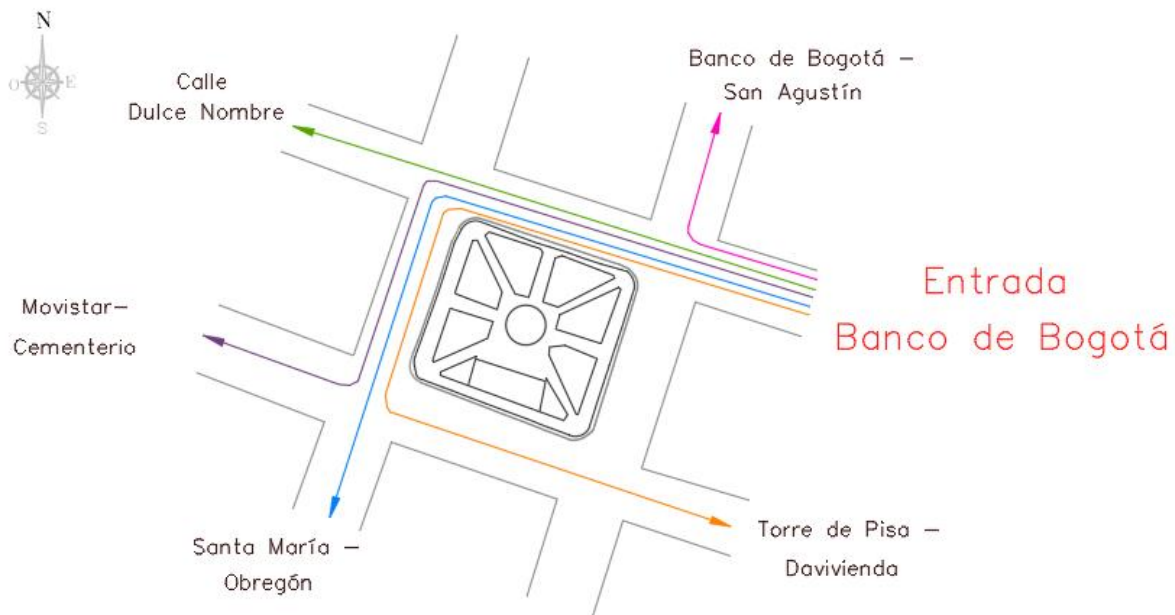 N
O
E
S
Calle
Dulce Nombre
Banco de Bogotá –
San Agustín
Entrada
Banco de Bogotá
Movistar–
Cementerio
Santa María –
Obregón
Torre de Pisa –
Davivienda